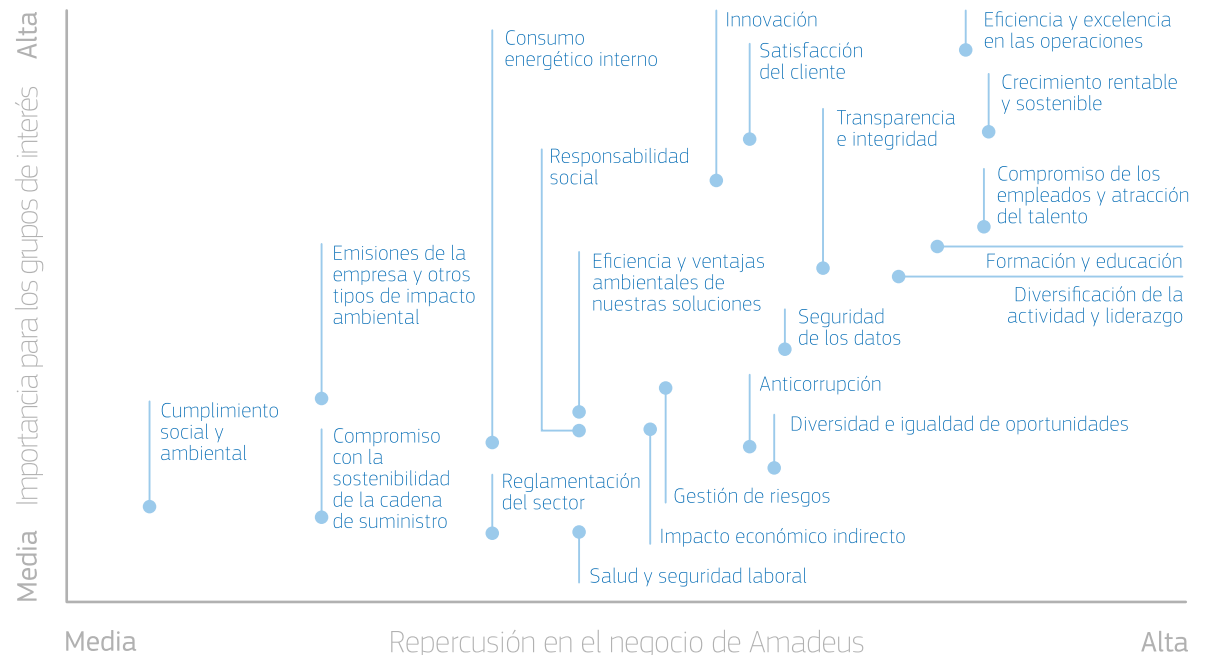 Alta
Importancia para los grupos de interés
Media
Innovación
Eficiencia y excelencia
en las operaciones
Consumo
energético interno
Satisfacción
del cliente
Crecimiento rentable
y sostenible
Transparencia
e integridad
Responsabilidad
social
Compromiso de los
empleados y atracción
del talento
Emisiones de la
empresa y otros
tipos de impacto
ambiental
Eficiencia y ventajas
ambientales de
nuestras soluciones
Formación y educación
Diversificación de la
actividad y liderazgo
Seguridad
de los datos
Anticorrupción
Cumplimiento
social y
ambiental
Diversidad e igualdad de oportunidades
Compromiso
con la
sostenibilidad
de la cadena
de suministro
Reglamentación
del sector
Gestión de riesgos
Impacto económico indirecto
Salud y seguridad laboral
Media
Repercusión en el negocio de Amadeus
Alta